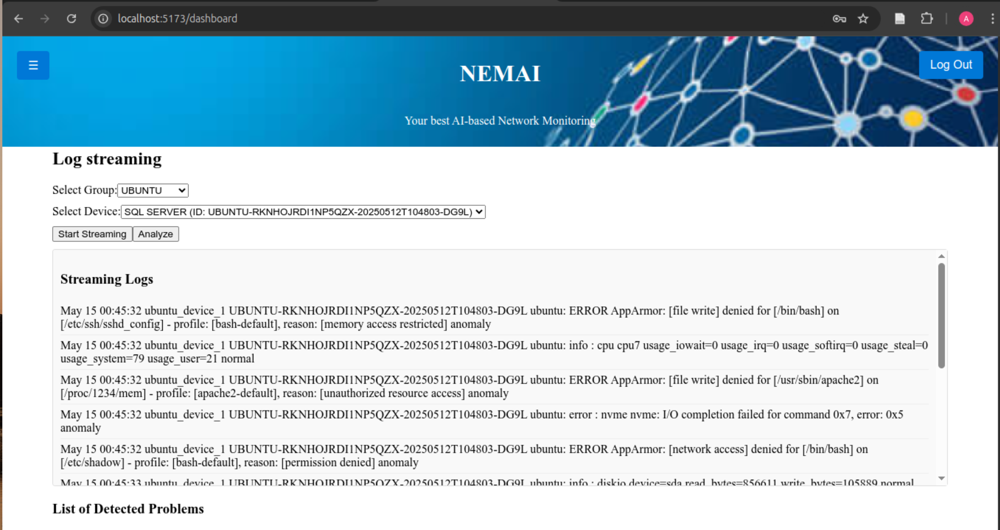 localhost:5173/dashboard
A
☰
Log Out
NEMAI
Your best AI-based Network Monitoring
Log streaming
Select Group: UBUNTU
Select Device: SQL SERVER (ID: UBUNTU-RKNHOJRDI1NP5QZX-20250512T104803-DG9L)
Start Streaming Analyze
Streaming Logs
May 15 00:45:32 ubuntu_device_1 UBUNTU-RKNHOJRDI1NP5QZX-20250512T104803-DG9L ubuntu: ERROR AppArmor: [file write] denied for [/bin/bash] on
[/etc/ssh/sshd_config] - profile: [bash-default], reason: [memory access restricted] anomaly
May 15 00:45:32 ubuntu_device_1 UBUNTU-RKNHOJRDI1NP5QZX-20250512T104803-DG9L ubuntu: info : cpu cpu7 usage_iowait=0 usage_irq=0 usage_softirq=0 usage_steal=0
usage_system=79 usage_user=21 normal
May 15 00:45:32 ubuntu_device_1 UBUNTU-RKNHOJRDI1NP5QZX-20250512T104803-DG9L ubuntu: ERROR AppArmor: [file write] denied for [/usr/sbin/apache2] on
[/proc/1234/mem] - profile: [apache2-default], reason: [unauthorized resource access] anomaly
May 15 00:45:32 ubuntu_device_1 UBUNTU-RKNHOJRDI1NP5QZX-20250512T104803-DG9L ubuntu: error : nvme nvme: I/O completion failed for command 0x7, error: 0x5
anomaly
May 15 00:45:32 ubuntu_device_1 UBUNTU-RKNHOJRDI1NP5QZX-20250512T104803-DG9L ubuntu: ERROR AppArmor: [network access] denied for [/bin/bash] on
[/etc/shadow] - profile: [bash-default], reason: [permission denied] anomaly
May 15 00:45:33 ubuntu_device_1 UBUNTU-RKNHOJRDI1NP5QZX-20250512T104803-DG9L ubuntu: info : diskio device=sda read_bytes=856611 write_bytes=105889 normal
List of Detected Problems